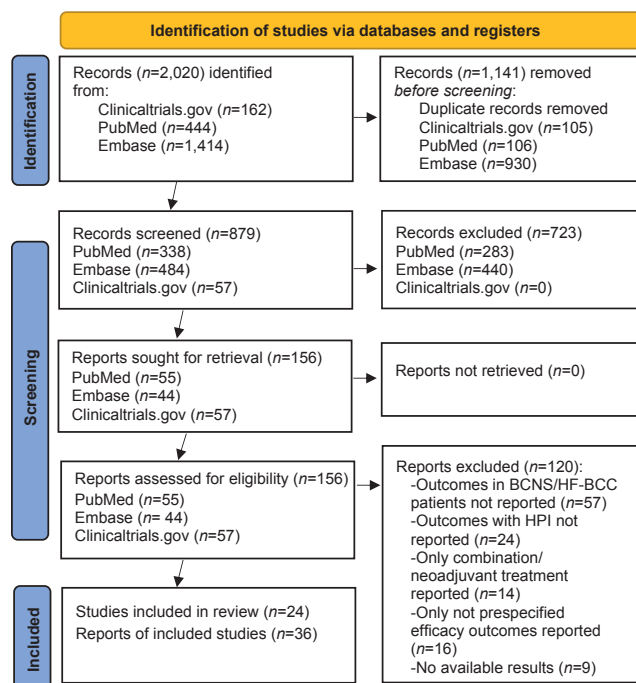 Identification of studies via databases and registers
Identification
Records (n=2,020) identified
from:
Clinicaltrials.gov (n=162)
PubMed (n=444)
Embase (n=1,414)
Records (n=1,141) removed
before screening:
Duplicate records removed
Clinicaltrials.gov (n=105)
PubMed (n=106)
Embase (n=930)
Screening
Records screened (n=879)
PubMed (n=338)
Embase (n=484)
Clinicaltrials.gov (n=57)
Records excluded (n=723)
PubMed (n=283)
Embase (n=440)
Clinicaltrials.gov (n=0)
Reports sought for retrieval (n=156)
PubMed (n=55)
Embase (n=44)
Clinicaltrials.gov (n=57)
Reports not retrieved (n=0)
Reports assessed for eligibility (n=156)
PubMed (n=55)
Embase (n= 44)
Clinicaltrials.gov (n=57)
Reports excluded (n=120):
-Outcomes in BCNS/HF-BCC
patients not reported (n=57)
-Outcomes with HPI not
reported (n=24)
-Only combination/
neoadjuvant treatment
reported (n=14)
-Only not prespecified
efficacy outcomes reported
(n=16)
-No available results (n=9)
Included
Studies included in review (n=24)
Reports of included studies (n=36)